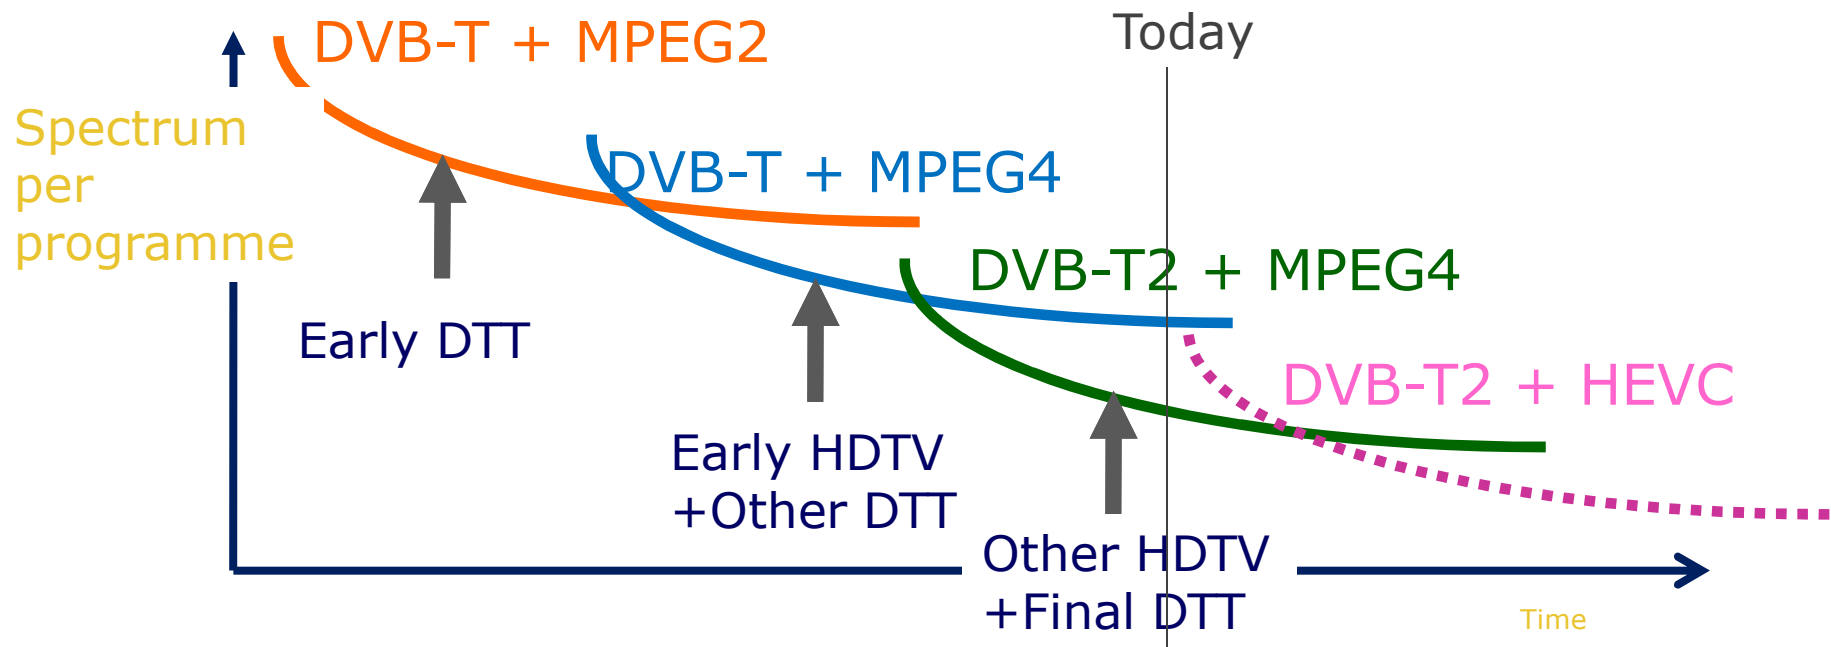 DVB-T + MPEG2
Today
Spectrum
per
programme
DVB-T + MPEG4
DVB-T2 + MPEG4
Early DTT
DVB-T2 + HEVC
Early HDTV
+Other DTT
Other HDTV
+Final DTT
Time